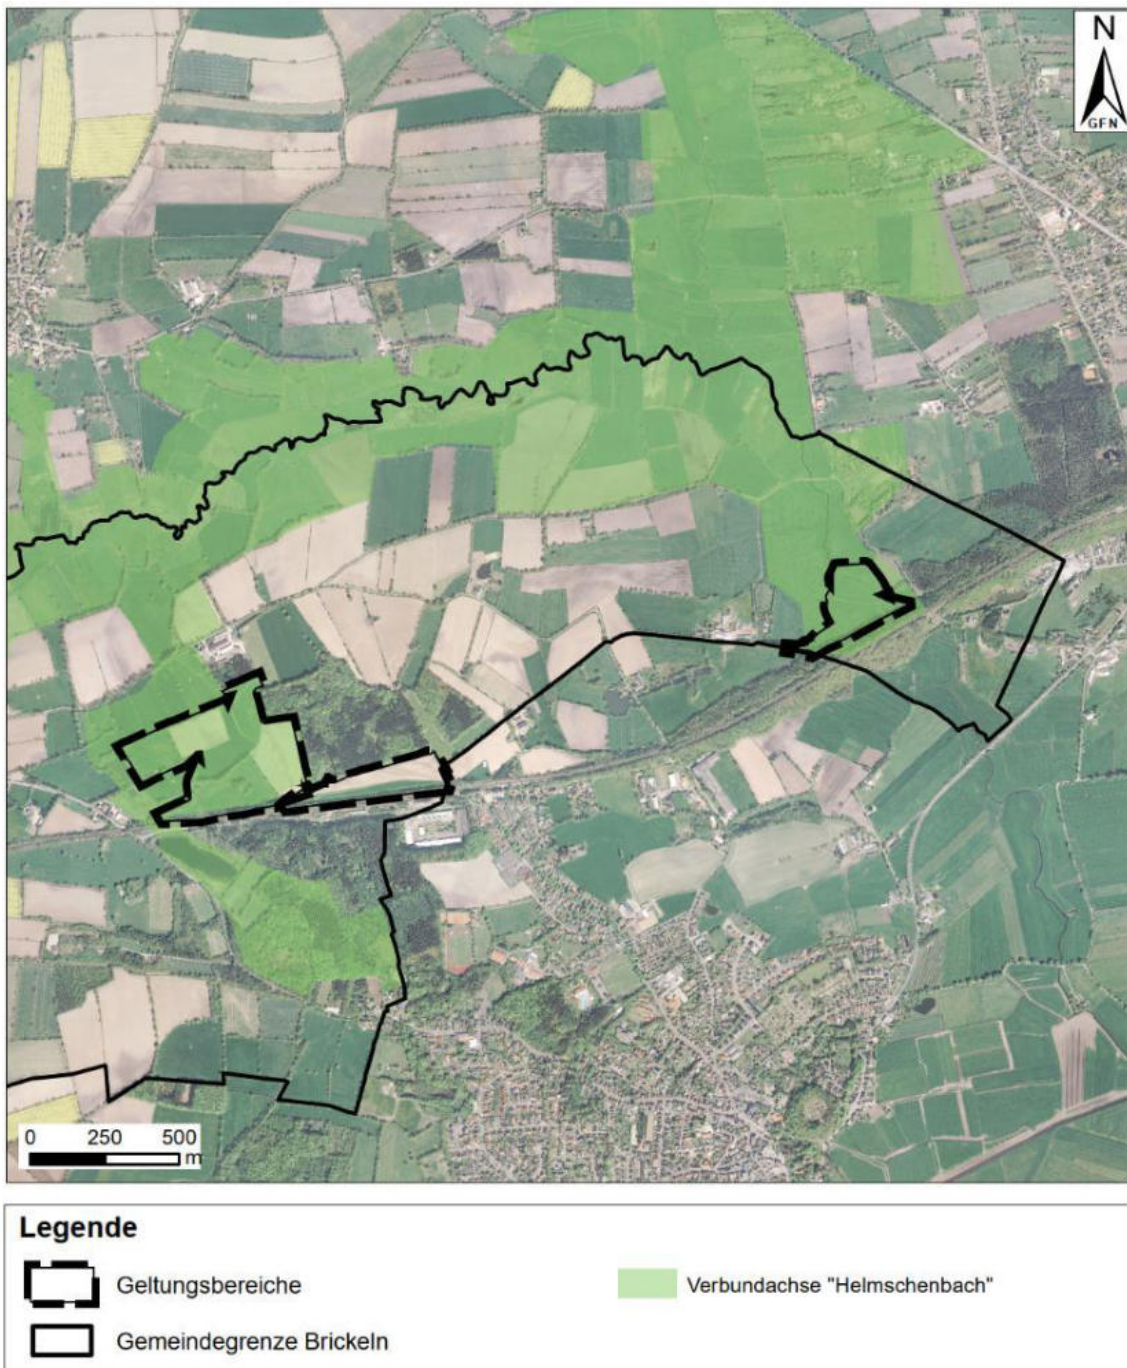 N
GFN
0 250 500
m
Legende
Geltungsbereiche
Verbundachse "Helmschenbach"
Gemeindegrenze Brickeln